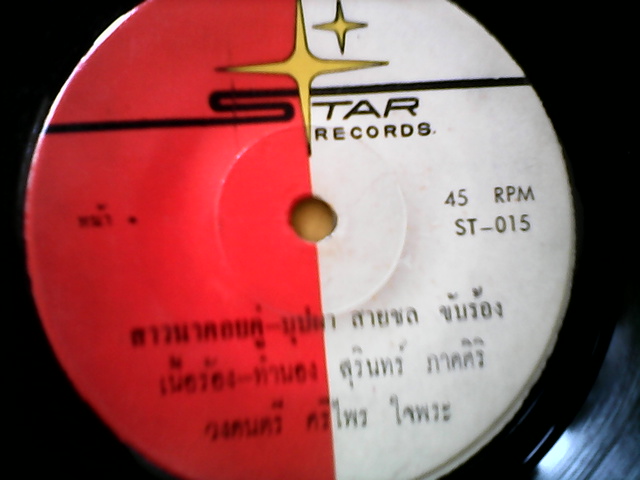 STAR
RECORDS.
45 RPM
หน้า
ST-015
สาวนาคอยคู่-บุปผา สายชล ขับร้อง
เนื้อร้อง-ทำนอง สุรินทร์ ภาคศิริ
วงดนตรี ศรีไพร ใจพระ